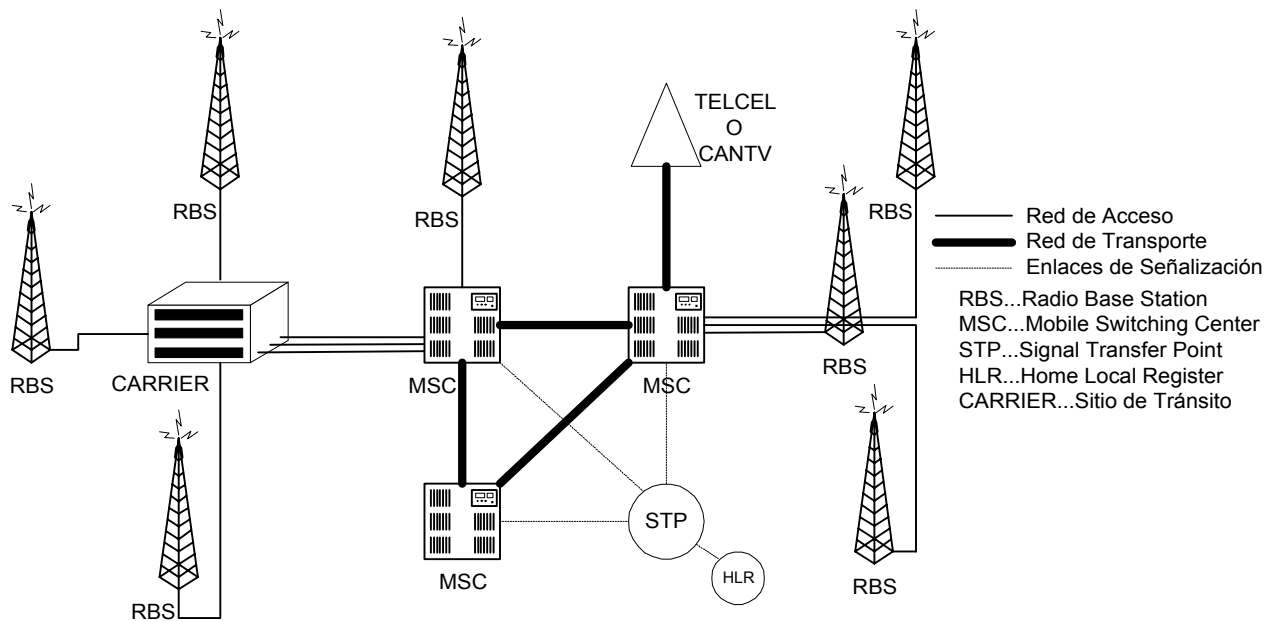 TELCEL
O
CANTV
RBS
RBS
RBS
RBS
CARRIER
MSC
MSC
RBS
RBS
RBS
MSC
STP
HLR
RBS
Red de Acceso
Red de Transporte
Enlaces de Señalización
RBS...Radio Base Station
MSC...Mobile Switching Center
STP...Signal Transfer Point
HLR...Home Local Register
CARRIER...Sitio de Tránsito